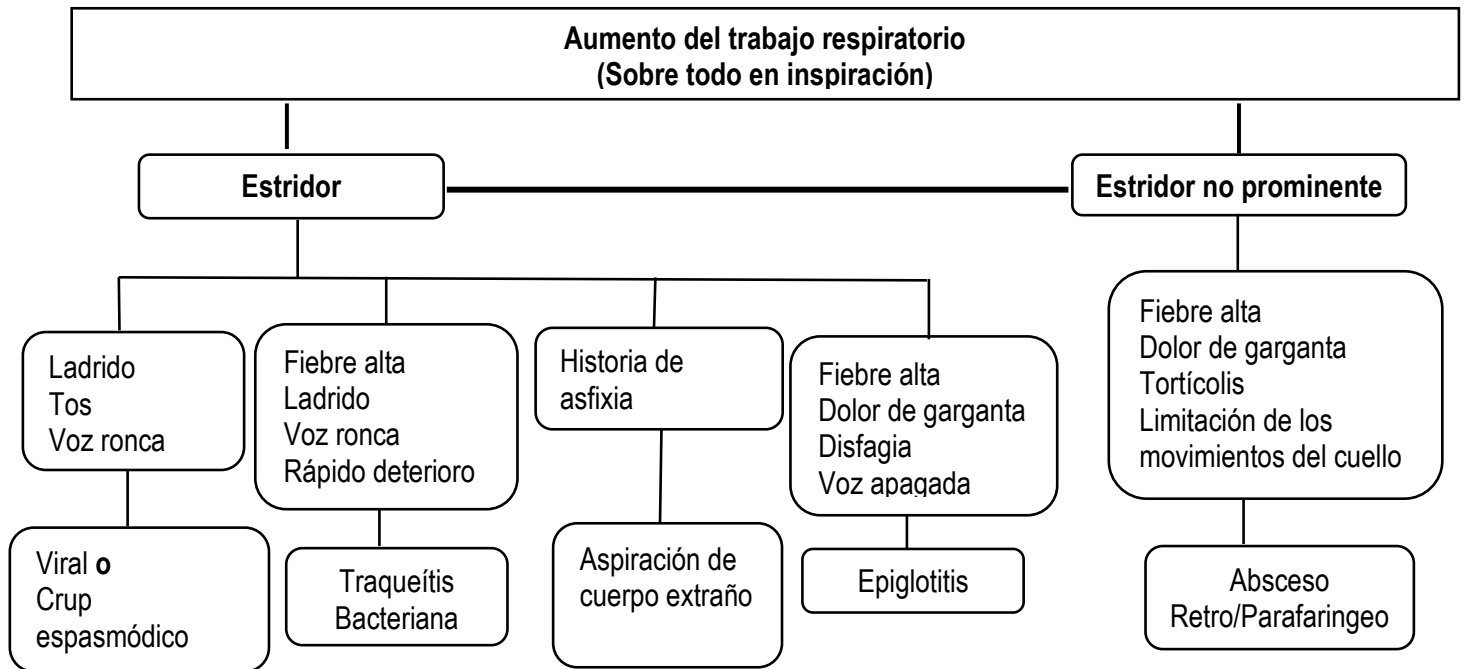 Aumento del trabajo respiratorio
(Sobre todo en inspiración)
Estridor
Estridor no prominente
Ladrido
Tos
Voz ronca
Fiebre alta
Ladrido
Voz ronca
Rápido deterioro
Historia de
asfixia
Fiebre alta
Dolor de garganta
Disfagia
Voz apagada
Fiebre alta
Dolor de garganta
Tortícolis
Limitación de los
movimientos del cuello
Viral o
Crup
espasmódico
Traqueítis
Bacteriana
Aspiración de
cuerpo extraño
Epiglotitis
Absceso
Retro/Parafaringeo